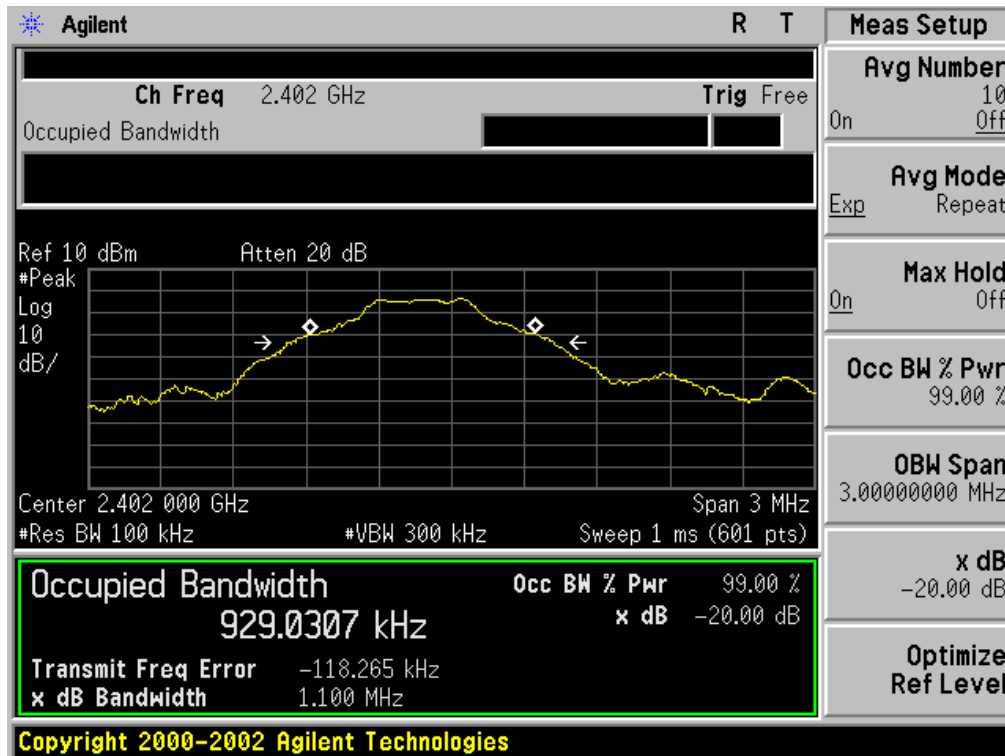 Agilent R T
Ch Freq 2.402 GHz Trig Free
Occupied Bandwidth
Ref 10 dBm Atten 20 dB
#Peak
Log
10
dB/
Center 2.402 000 GHz Span 3 MHz
#Res BW 100 kHz #VBW 300 kHz Sweep 1 ms (601 pts)
Occupied Bandwidth Occ BW % Pwr 99.00 %
929.0307 kHz x dB -20.00 dB
Transmit Freq Error -118.265 kHz
x dB Bandwidth 1.100 MHz
Copyright 2000-2002 Agilent Technologies
Meas Setup
Avg Number
10
On Off
Avg Mode
Exp Repeat
Max Hold
On Off
Occ BW % Pwr
99.00 %
OBW Span
3.00000000 MHz
x dB
-20.00 dB
Optimize
Ref Level